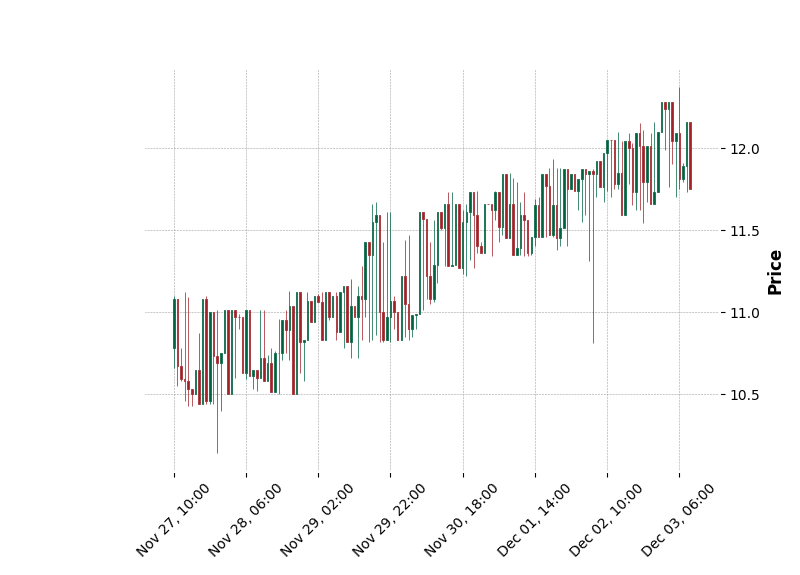 12.0
11.5
11.0
10.5
Price
Nov 27, 10:00
Nov 28, 06:00
Nov 29, 02:00
Nov 29, 22:00
Nov 30, 18:00
Dec 01, 14:00
Dec 02, 10:00
Dec 03, 06:00